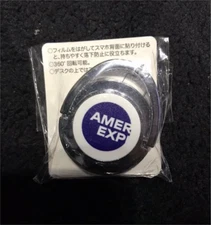 ○フィルムをはがしてスマホ背面に貼り付ける
と、持ちやすく落下防止に役立ちます。
○360°回転可能。
○デスクの上では
AMER
EXP